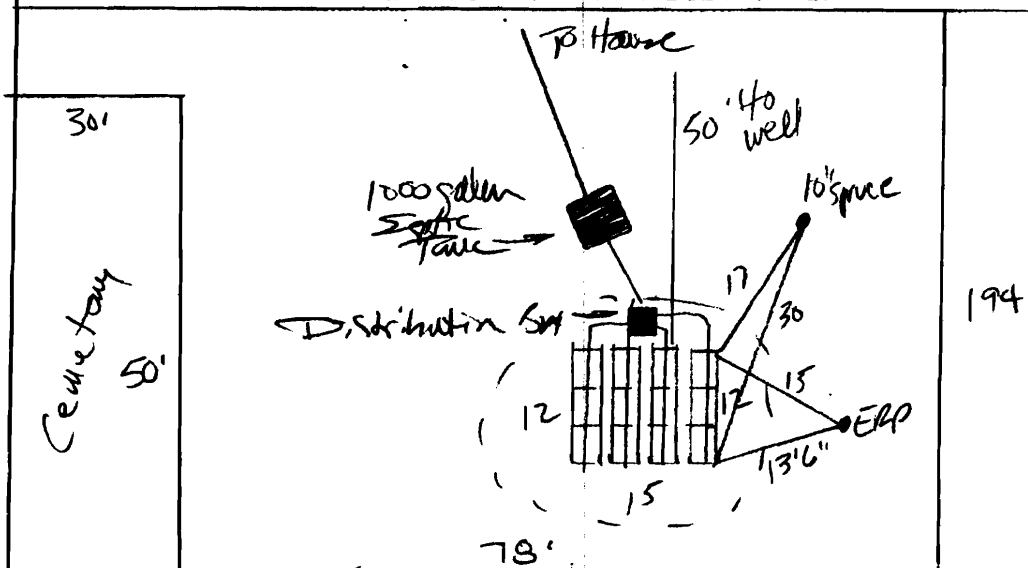 To House
30'
50' to
well
10" spruce
1000 gallon
Septic
Tank
17
194
30
Distribution Box
Cemetary
50'
12
12
15
ERP
13'6"
15
78'